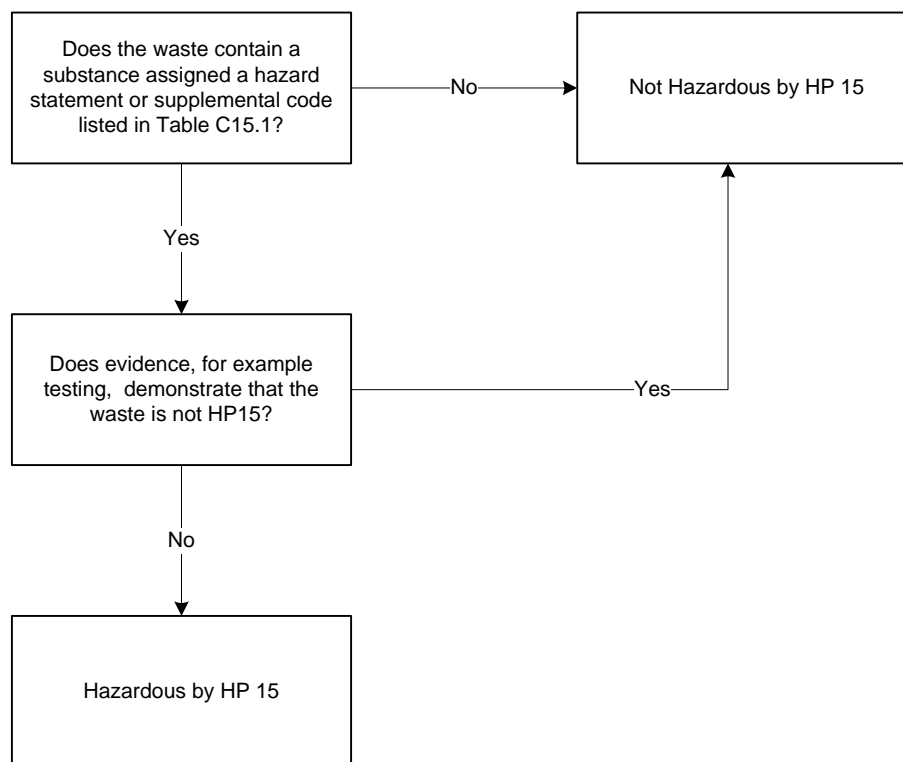 Does the waste contain a
substance assigned a hazard
statement or supplemental code
listed in Table C15.1?
No
Not Hazardous by HP 15
Yes
Does evidence, for example
testing,  demonstrate that the
waste is not HP15?
Yes
No
Hazardous by HP 15